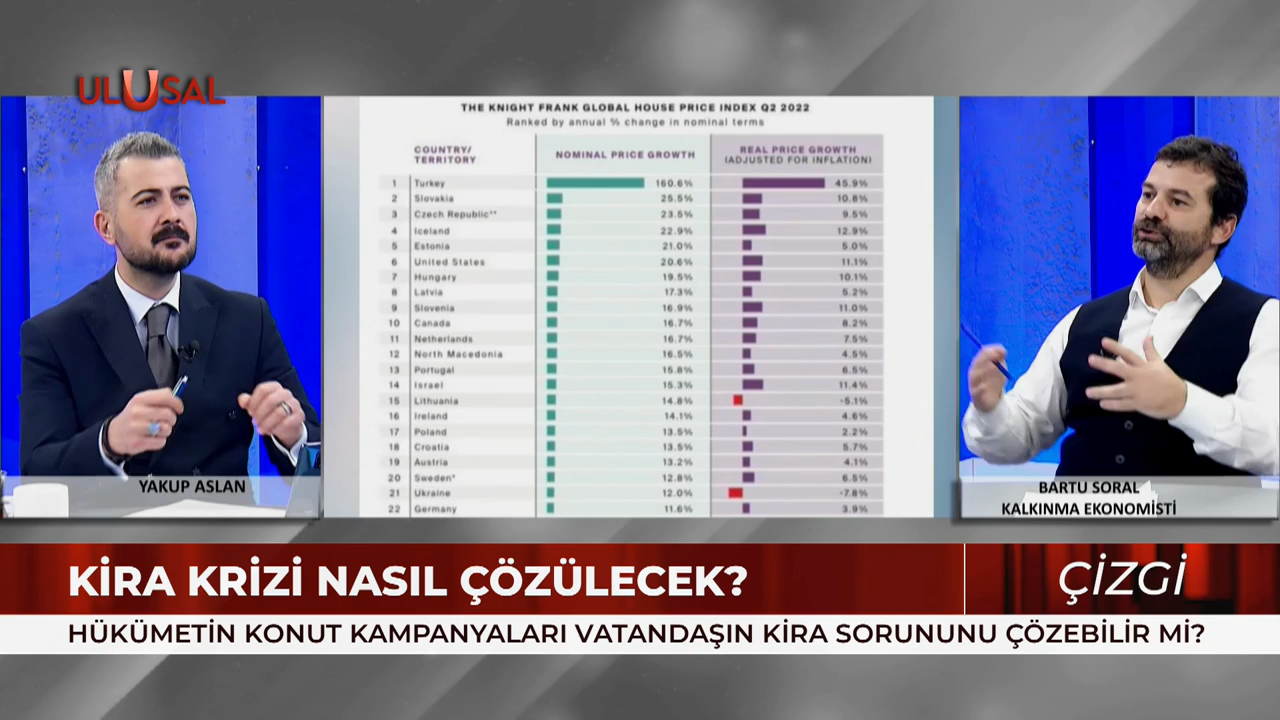 ULUSAL
THE KNIGHT FRANK GLOBAL HOUSE PRICE INDEX Q2 2022
Ranked by annual % change in nominal terms
COUNTRY/
TERRITORY
NOMINAL PRICE GROWTH
REAL PRICE GROWTH
(ADJUSTED FOR INFLATION)
1 Turkey 160.6% 45.9%
2 Slovakia 25.5% 10.8%
3 Czech Republic** 23.5% 9.5%
4 Iceland 22.9% 12.9%
5 Estonia 21.0% 5.0%
6 United States 20.6% 11.1%
7 Hungary 19.5% 10.1%
8 Latvia 17.3% 5.2%
9 Slovenia 16.9% 11.0%
10 Canada 16.7% 8.2%
11 Netherlands 16.7% 7.5%
12 North Macedonia 16.5% 4.5%
13 Portugal 15.8% 6.5%
14 Israel 15.3% 11.4%
15 Lithuania 14.8% -5.1%
16 Ireland 14.1% 4.6%
17 Poland 13.5% 2.2%
18 Croatia 13.5% 5.7%
19 Austria 13.2% 4.1%
20 Sweden* 12.8% 6.5%
21 Ukraine 12.0% -7.8%
22 Germany 11.6% 3.9%
YAKUP ASLAN
BARTU SORAL
KALKINMA EKONOMİSTİ
KİRA KRİZİ NASIL ÇÖZÜLECEK?
ÇİZGİ
HÜKÜMETİN KONUT KAMPANYALARI VATANDAŞIN KİRA SORUNUNU ÇÖZEBİLİR Mİ?